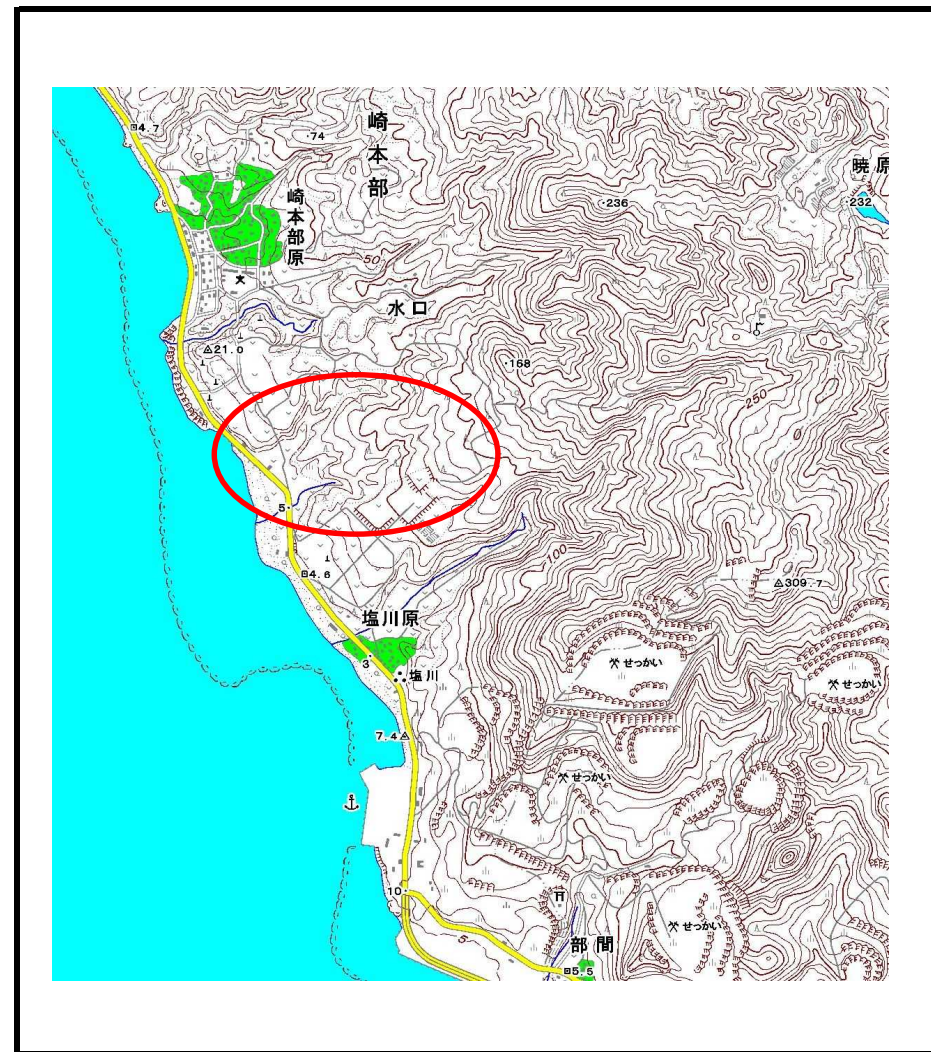 4.7
・74
崎本部
暁原
・232
・236
崎本部原
50
水口
21.0
・168
250
0
5・
100
4.6
309.7
塩川原
3
せっかい
塩川
せっかい
7.4
せっかい
10・
せっかい
5
部間
5.5